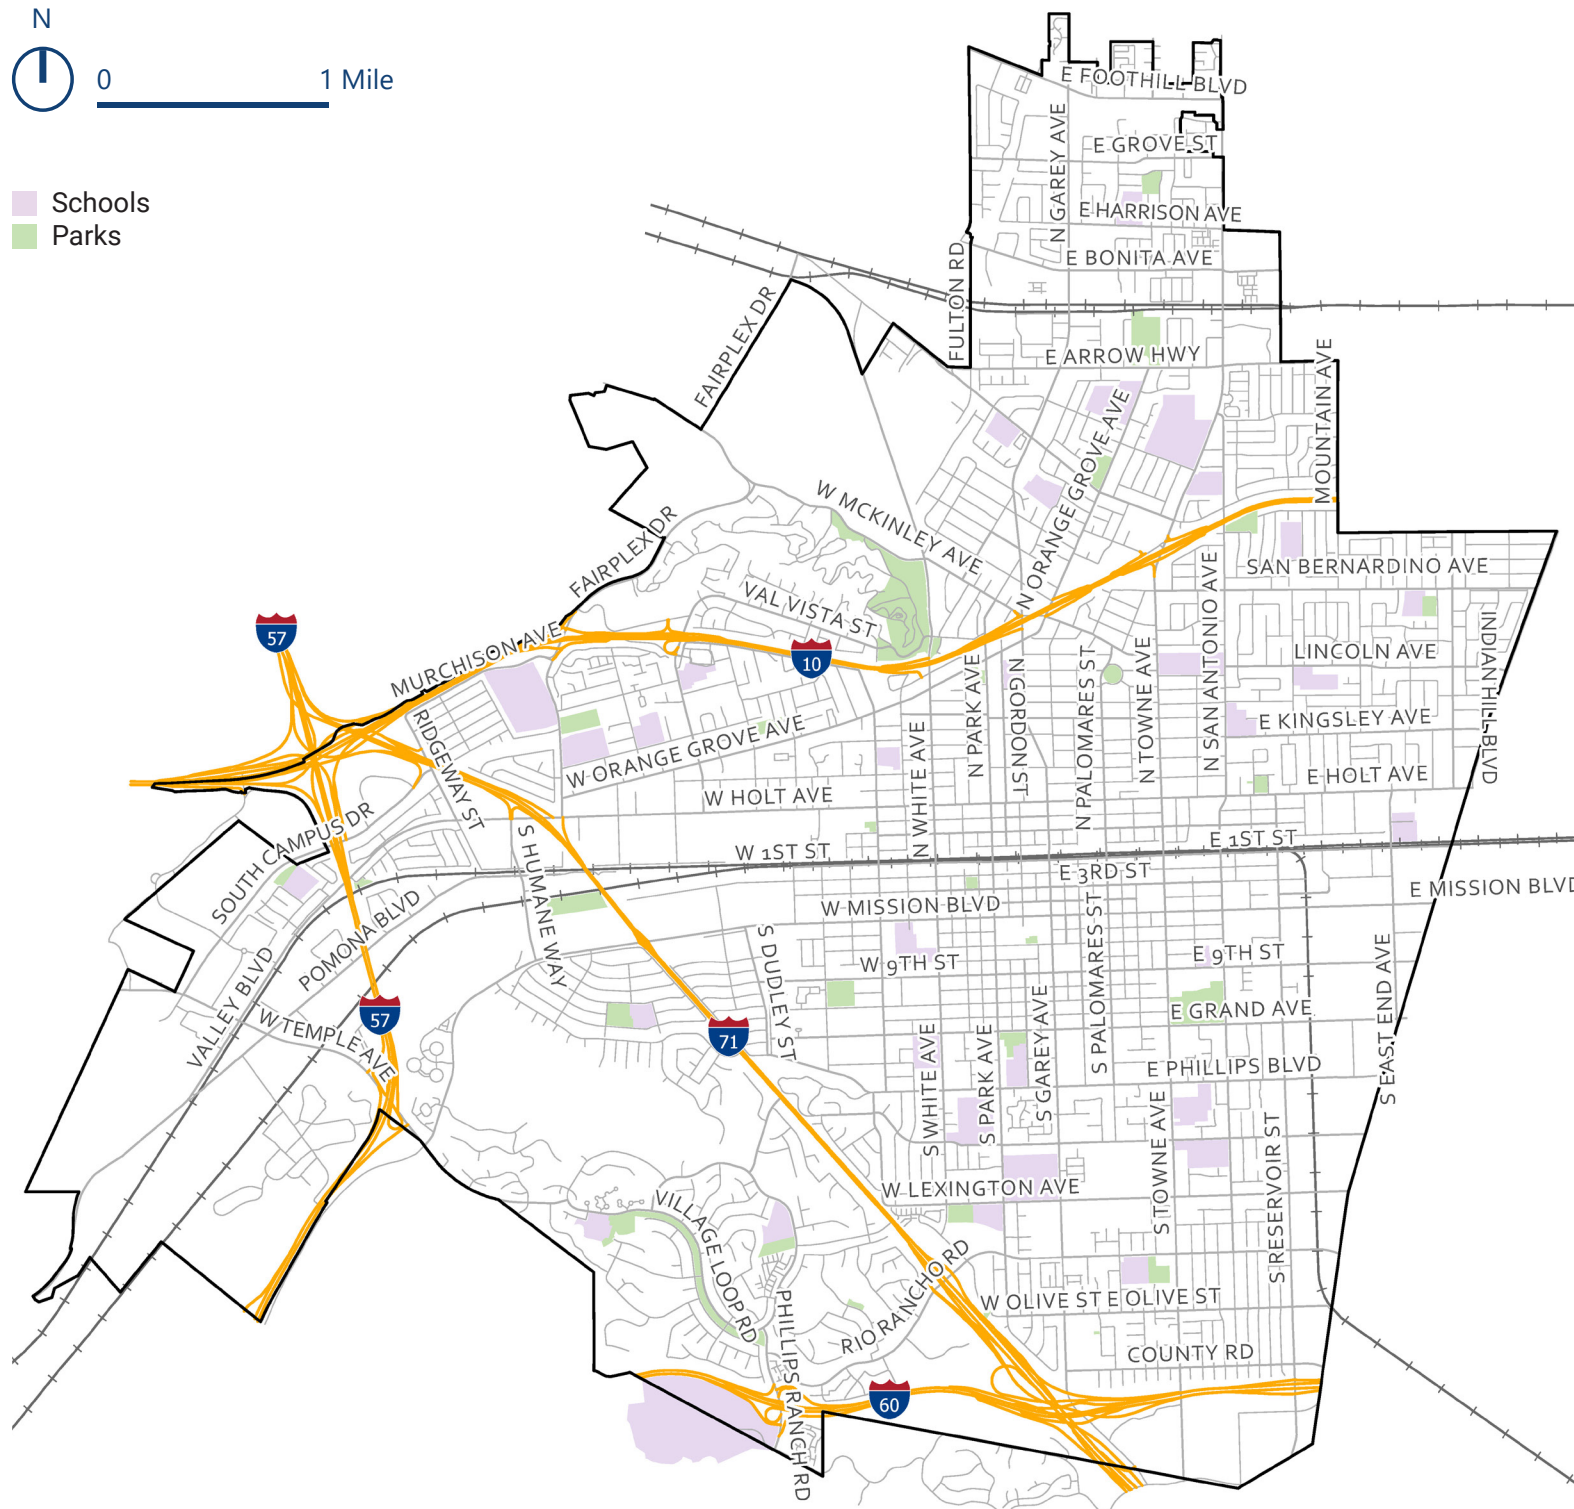 N
0 1 Mile
Schools
Parks
E FOOTHILL BLVD
N GAREY AVE
E GROVE ST
E HARRISON AVE
E BONITA AVE
FULTON RD
FAIRPLEX DR
E ARROW HWY
MOUNTAIN AVE
N ORANGE GROVE AVE
W MCKINLEY AVE
FAIRPLEX DR
SAN BERNARDINO AVE
VAL VISTA ST
N SAN ANTONIO AVE
INDIAN HILL BLVD
57
MURCHISON AVE
10
LINCOLN AVE
N PARK AVE
N GORDON ST
N PALOMARES ST
N TOWNE AVE
RIDGEWAY ST
E KINGSLEY AVE
W ORANGE GROVE AVE
N WHITE AVE
E HOLT AVE
W HOLT AVE
SOUTH CAMPUS DR
S HUMANE WAY
W 1ST ST
E 1ST ST
E 3RD ST
E MISSION BLVD
W MISSION BLVD
POMONA BLVD
S DUDLEY ST
S PALOMARES ST
E 9TH ST
W 9TH ST
VALLEY BLVD
57
W TEMPLE AVE
E GRAND AVE
S EAST END AVE
71
S WHITE AVE
S PARK AVE
S GAREY AVE
E PHILLIPS BLVD
S TOWNE AVE
S RESERVOIR ST
W LEXINGTON AVE
VILLAGE LOOP RD
RIO RANCHO RD
W OLIVE ST
E OLIVE ST
PHILLIPS RANCH RD
COUNTY RD
60